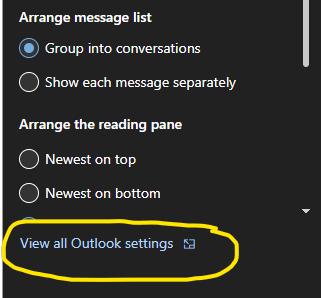 Arrange message list
Group into conversations
Show each message separately
Arrange the reading pane
Newest on top
Newest on bottom
View all Outlook settings